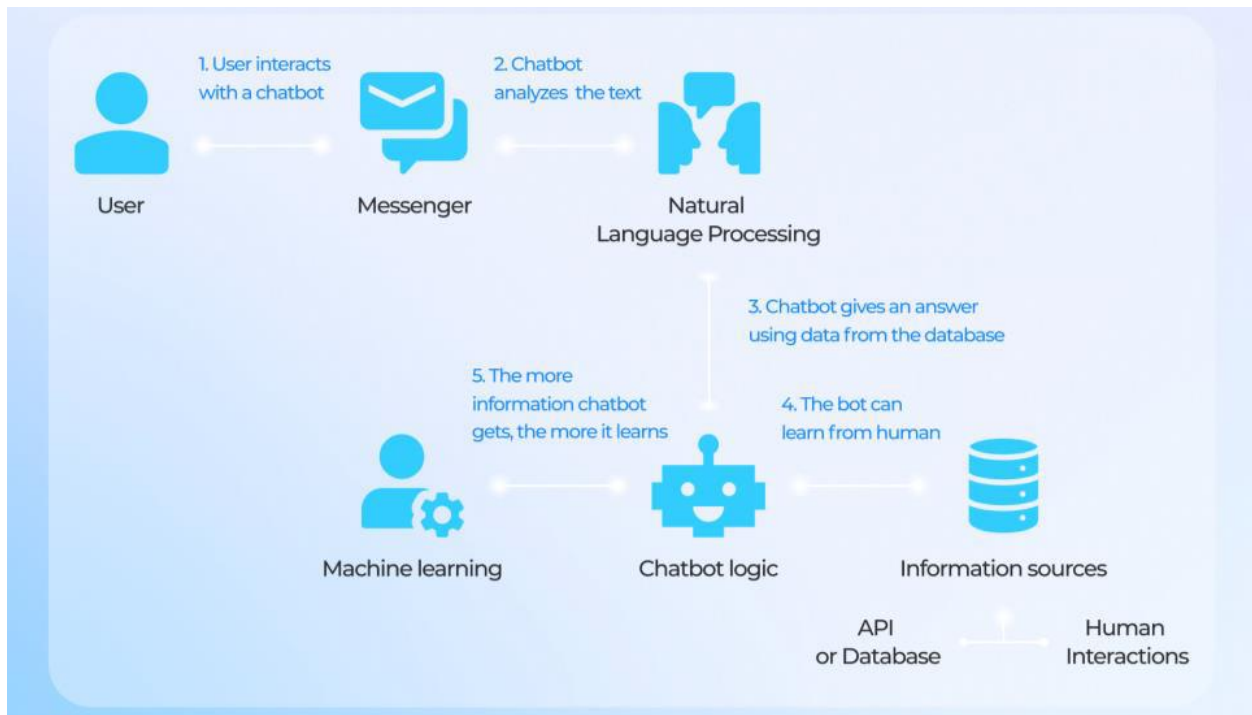 1. User interacts
with a chatbot
2. Chatbot
analyzes the text
User
Messenger
Natural
Language Processing
3. Chatbot gives an answer
using data from the database
5. The more
information chatbot
gets, the more it learns
4. The bot can
learn from human
Machine learning
Chatbot logic
Information sources
API
or Database
Human
Interactions